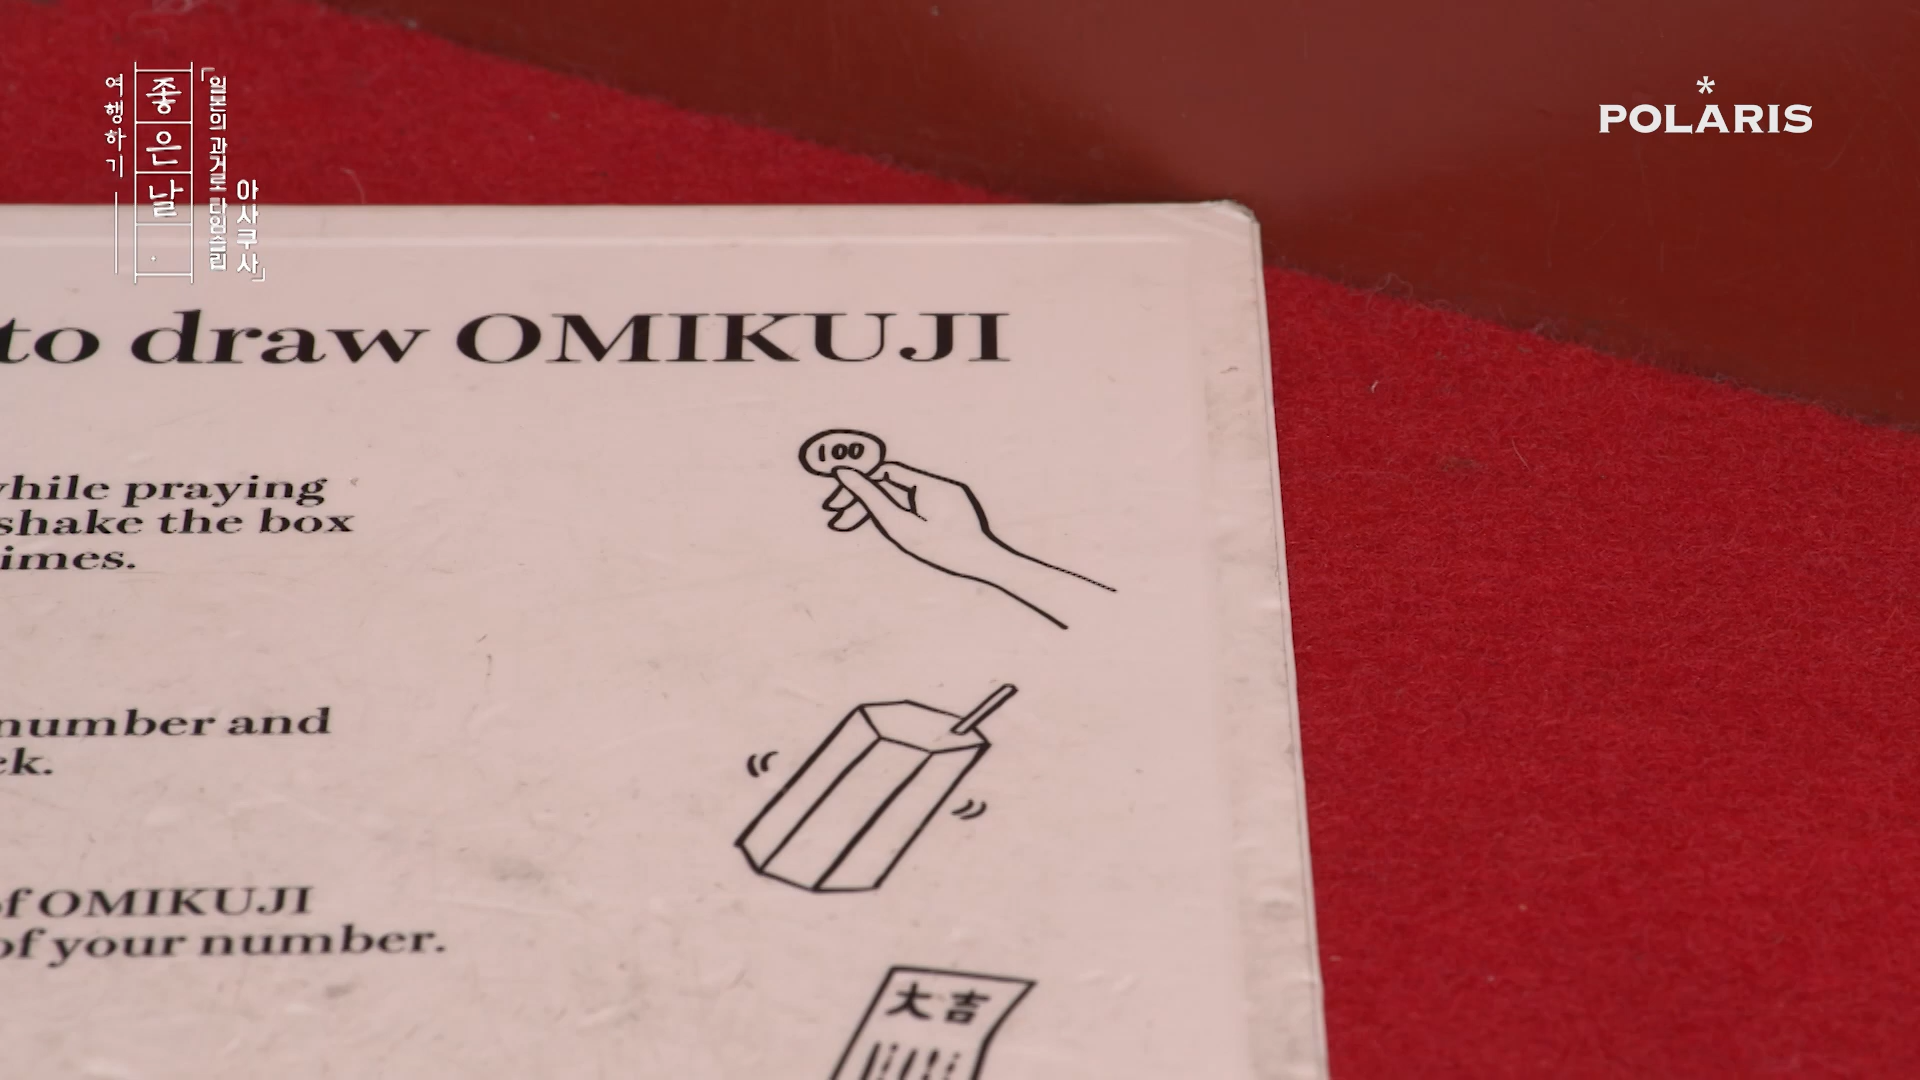 여행하기
좋은날
「일본의 과거로 타임슬립
아사쿠사」
POLARIS
to draw OMIKUJI
while praying
shake the box
imes.
100
number and
ck.
of OMIKUJI
of your number.
大吉